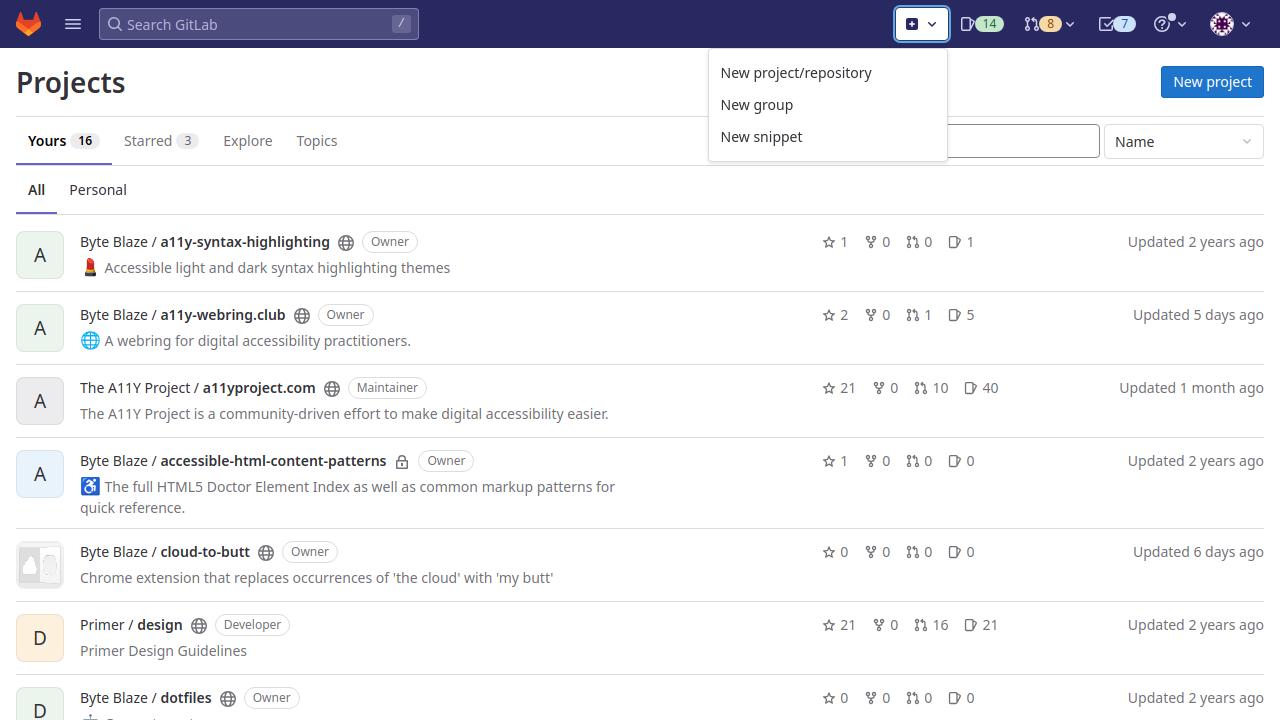 Search GitLab
/
14
8
7
Projects
New project
New project/repository
New group
New snippet
Yours 16
Starred 3
Explore
Topics
Name
All
Personal
A
Byte Blaze / a11y-syntax-highlighting
Owner
1
0
0
1
Updated 2 years ago
💄 Accessible light and dark syntax highlighting themes
A
Byte Blaze / a11y-webring.club
Owner
2
0
1
5
Updated 5 days ago
🌐 A webring for digital accessibility practitioners.
A
The A11Y Project / a11yproject.com
Maintainer
21
0
10
40
Updated 1 month ago
The A11Y Project is a community-driven effort to make digital accessibility easier.
A
Byte Blaze / accessible-html-content-patterns
Owner
1
0
0
0
Updated 2 years ago
♿ The full HTML5 Doctor Element Index as well as common markup patterns for
quick reference.
Byte Blaze / cloud-to-butt
Owner
0
0
0
0
Updated 6 days ago
Chrome extension that replaces occurrences of 'the cloud' with 'my butt'
D
Primer / design
Developer
21
0
16
21
Updated 2 years ago
Primer Design Guidelines
D
Byte Blaze / dotfiles
Owner
0
0
0
0
Updated 2 years ago